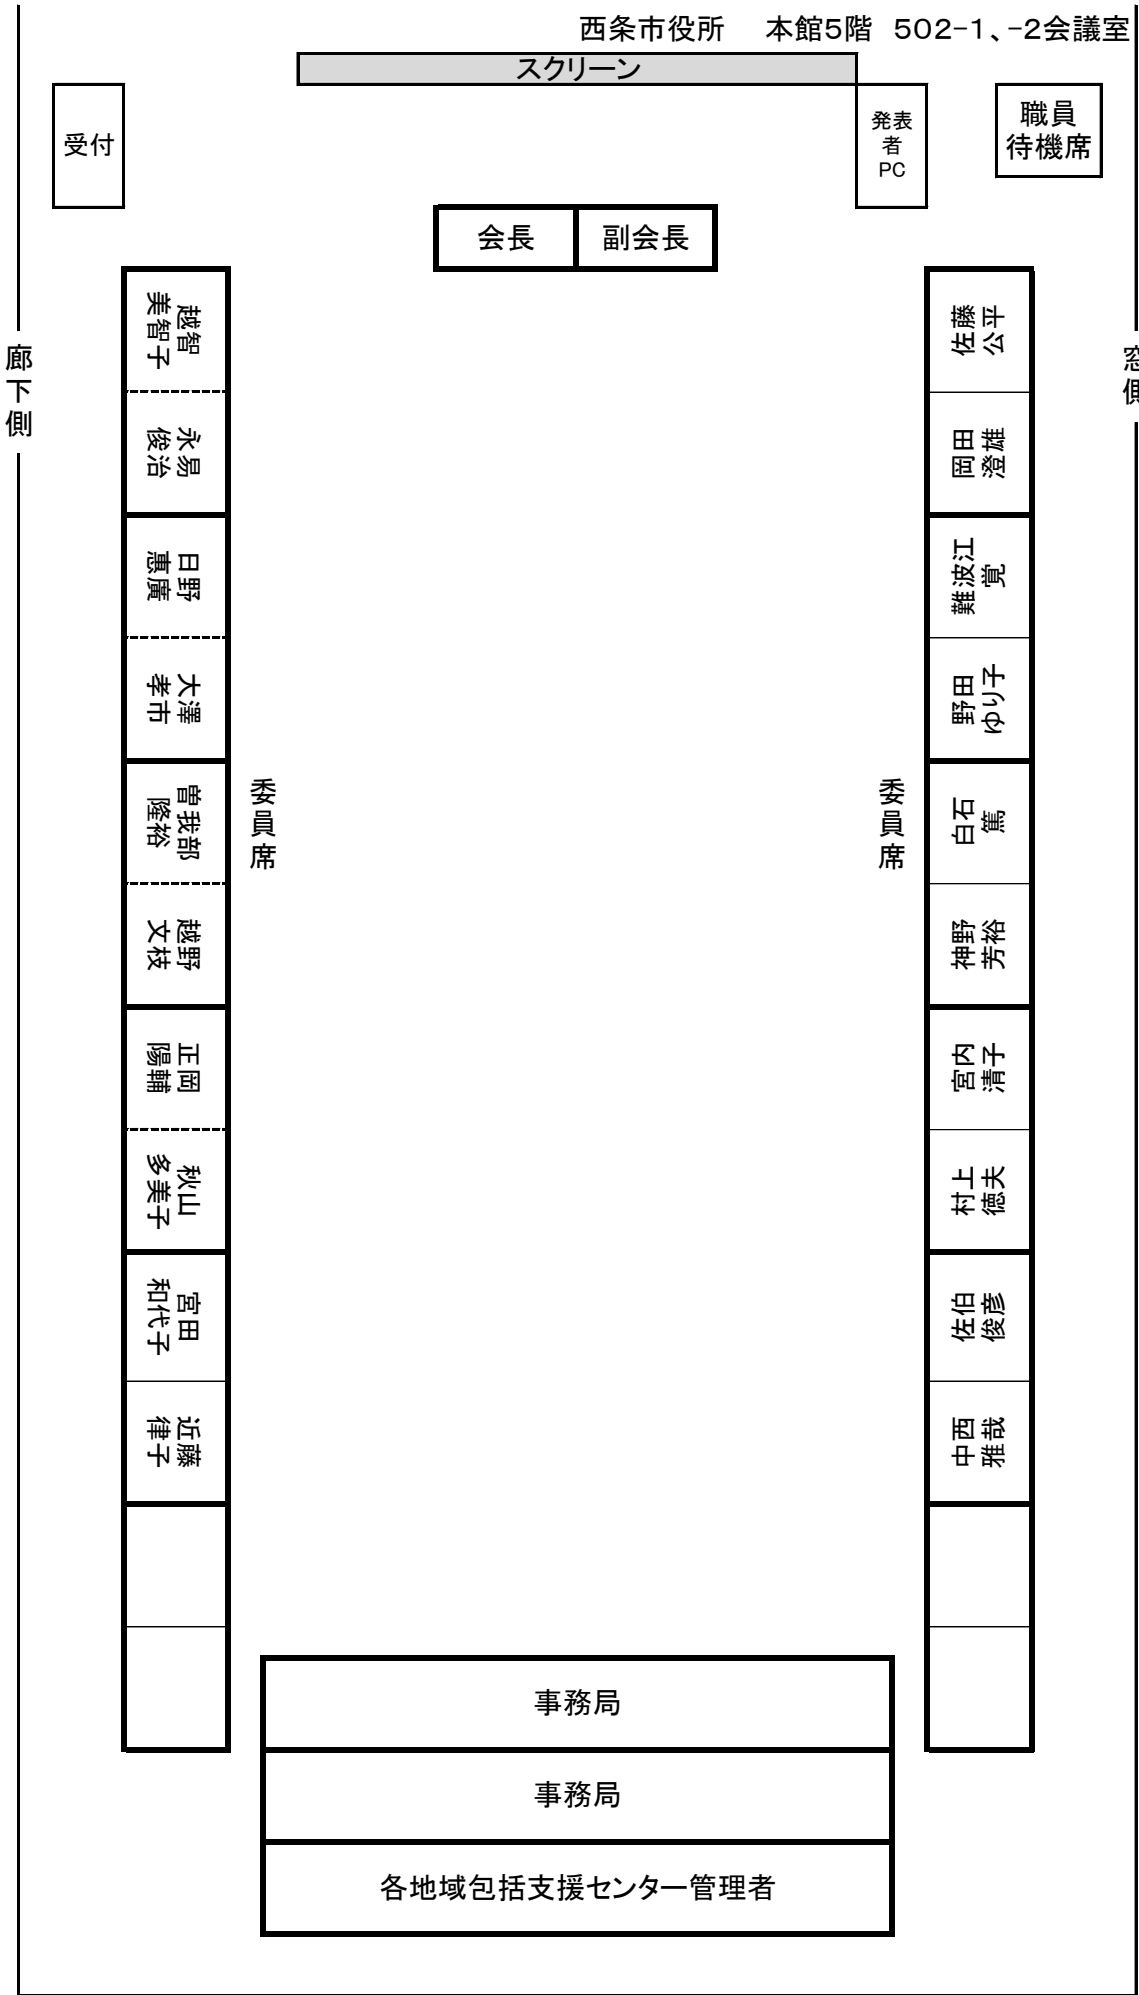 西条市役所　本館5階　502-1、-2会議室
スクリーン
受付
発表
者
PC
職員
待機席
会長
副会長
廊下側
窓側
越智
美智子
永易
俊治
日野
惠廣
大澤
孝市
曽我部
隆裕
越野
文枝
正岡
陽輔
秋山
多美子
宮田
和代子
近藤
律子
委員席
委員席
佐藤
公平
岡田
澄雄
難波江
覚
野田
ゆり子
白石
篤
神野
芳裕
宮内
清子
村上
德夫
佐伯
俊彦
中西
雅哉
事務局
事務局
各地域包括支援センター管理者